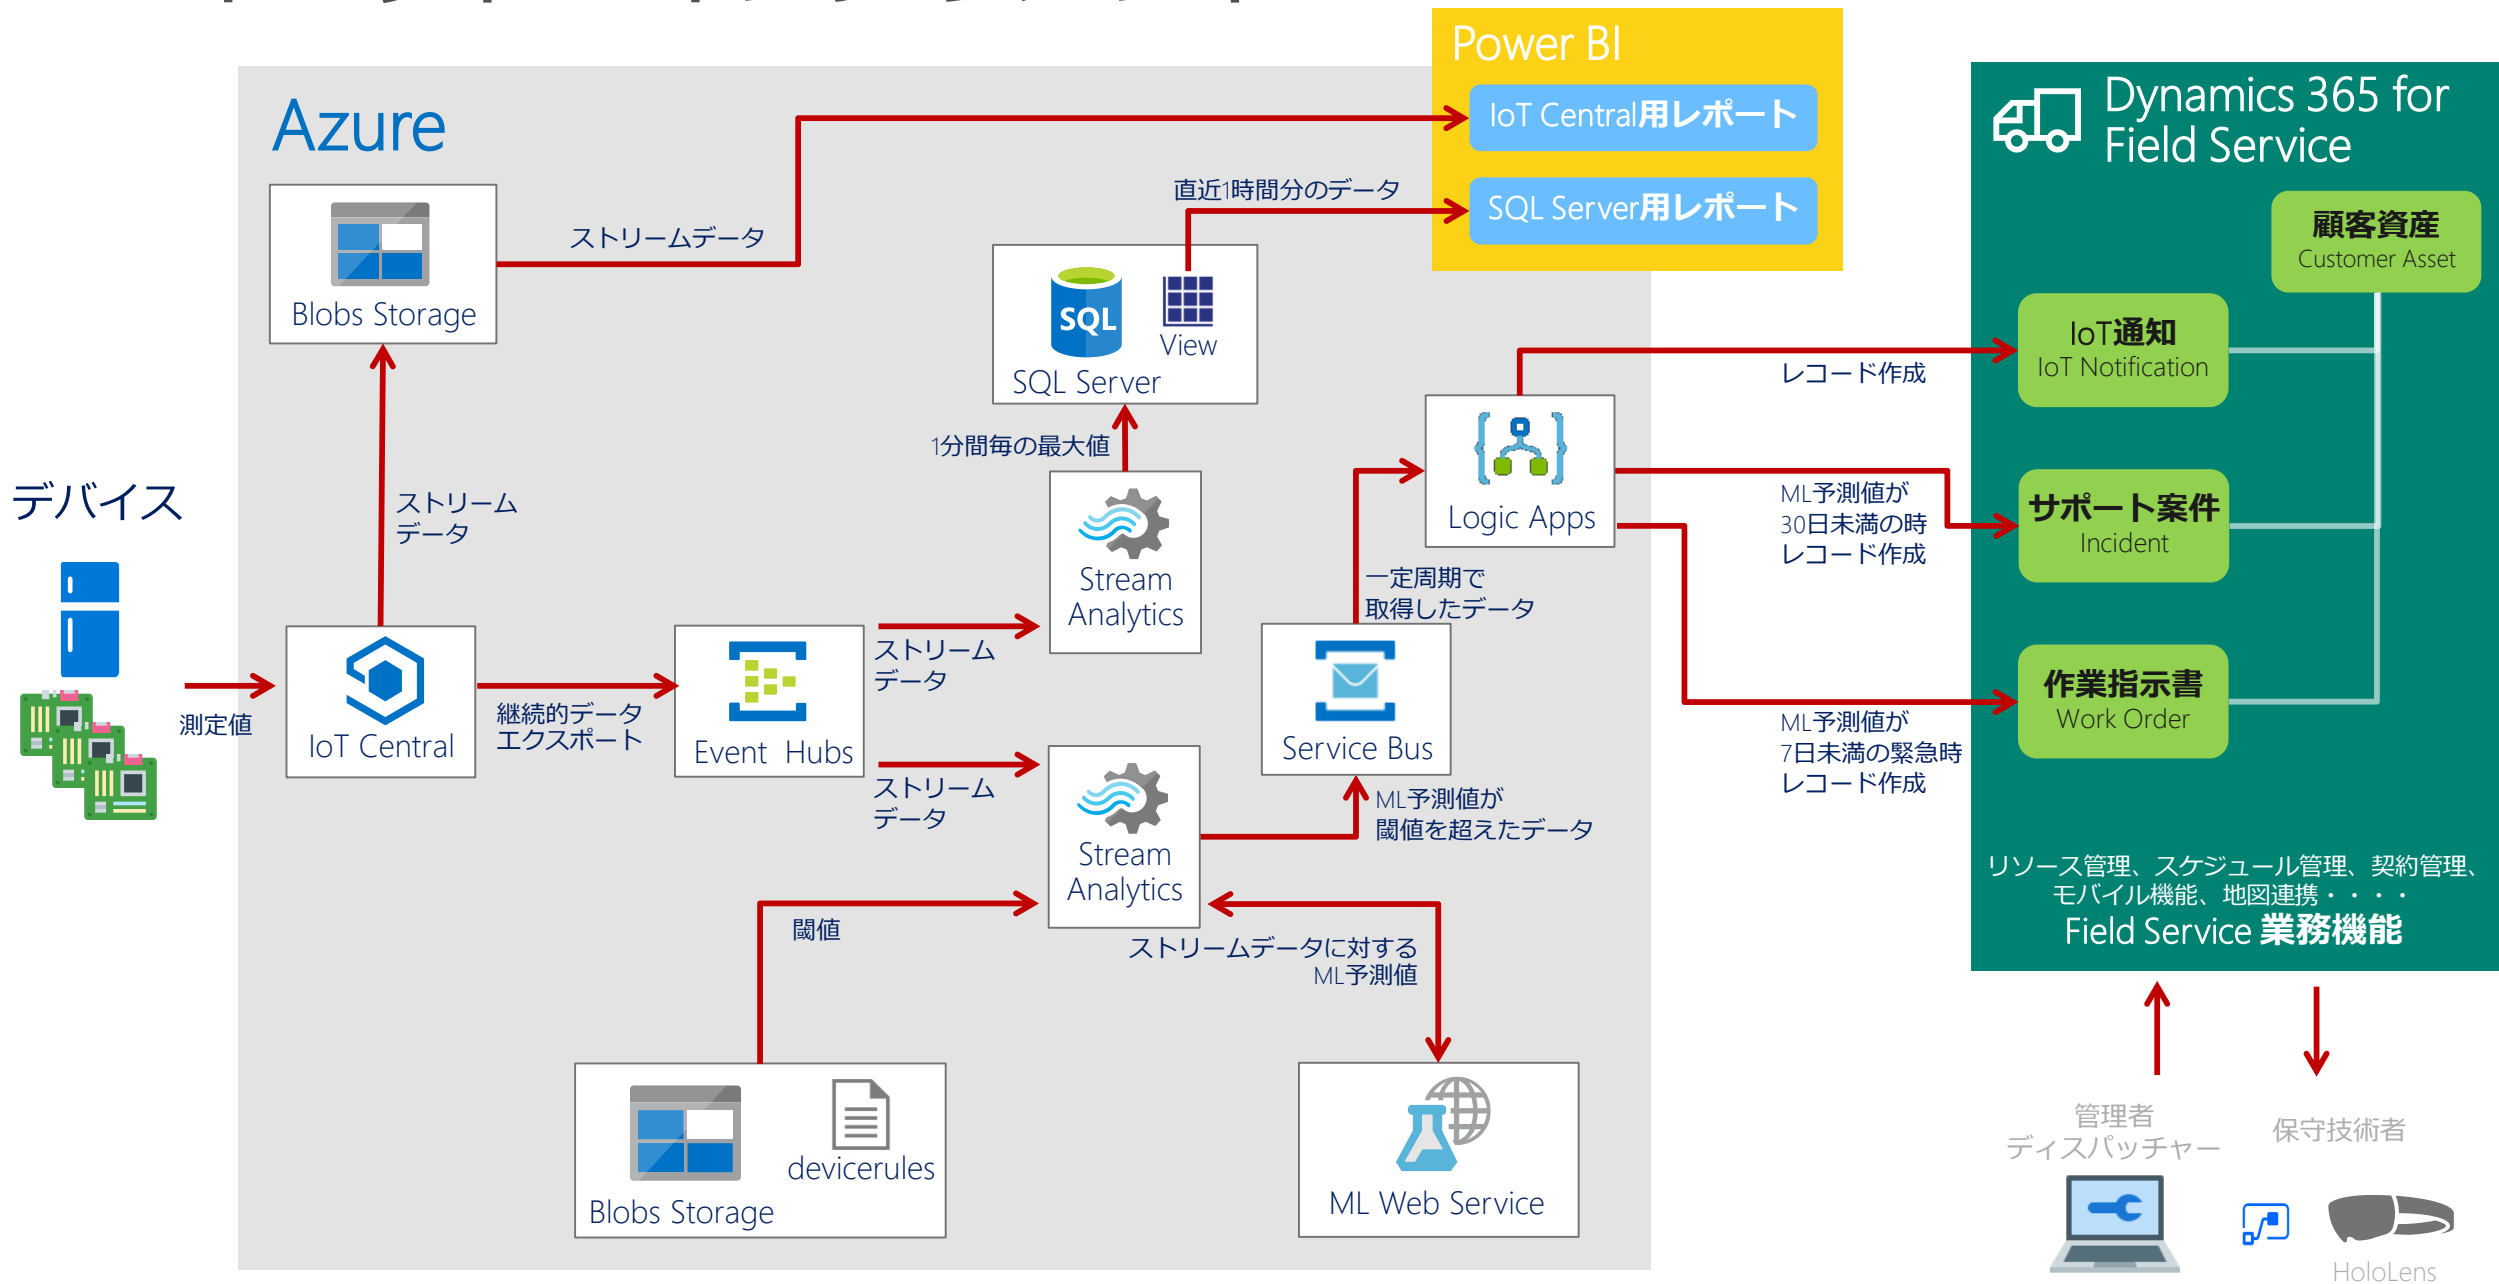 Power BI
IoT Central用レポート
SQL Server用レポート
Azure
Dynamics 365 for
Field Service
顧客資産
Customer Asset
IoT通知
IoT Notification
サポート案件
Incident
作業指示書
Work Order
リソース管理、スケジュール管理、契約管理、
モバイル機能、地図連携・・・・
Field Service 業務機能
Blobs Storage
ストリームデータ
直近1時間分のデータ
SQL
View
SQL Server
1分間毎の最大値
レコード作成
Logic Apps
ML予測値が
30日未満の時
レコード作成
デバイス
ストリーム
データ
Stream
Analytics
一定周期で
取得したデータ
測定値
IoT Central
継続的データ
エクスポート
Event Hubs
ストリーム
データ
ストリーム
データ
Service Bus
ML予測値が
7日未満の緊急時
レコード作成
ML予測値が
閾値を超えたデータ
Stream
Analytics
閾値
ストリームデータに対する
ML予測値
devicerules
Blobs Storage
ML Web Service
管理者
ディスパッチャー
保守技術者
HoloLens